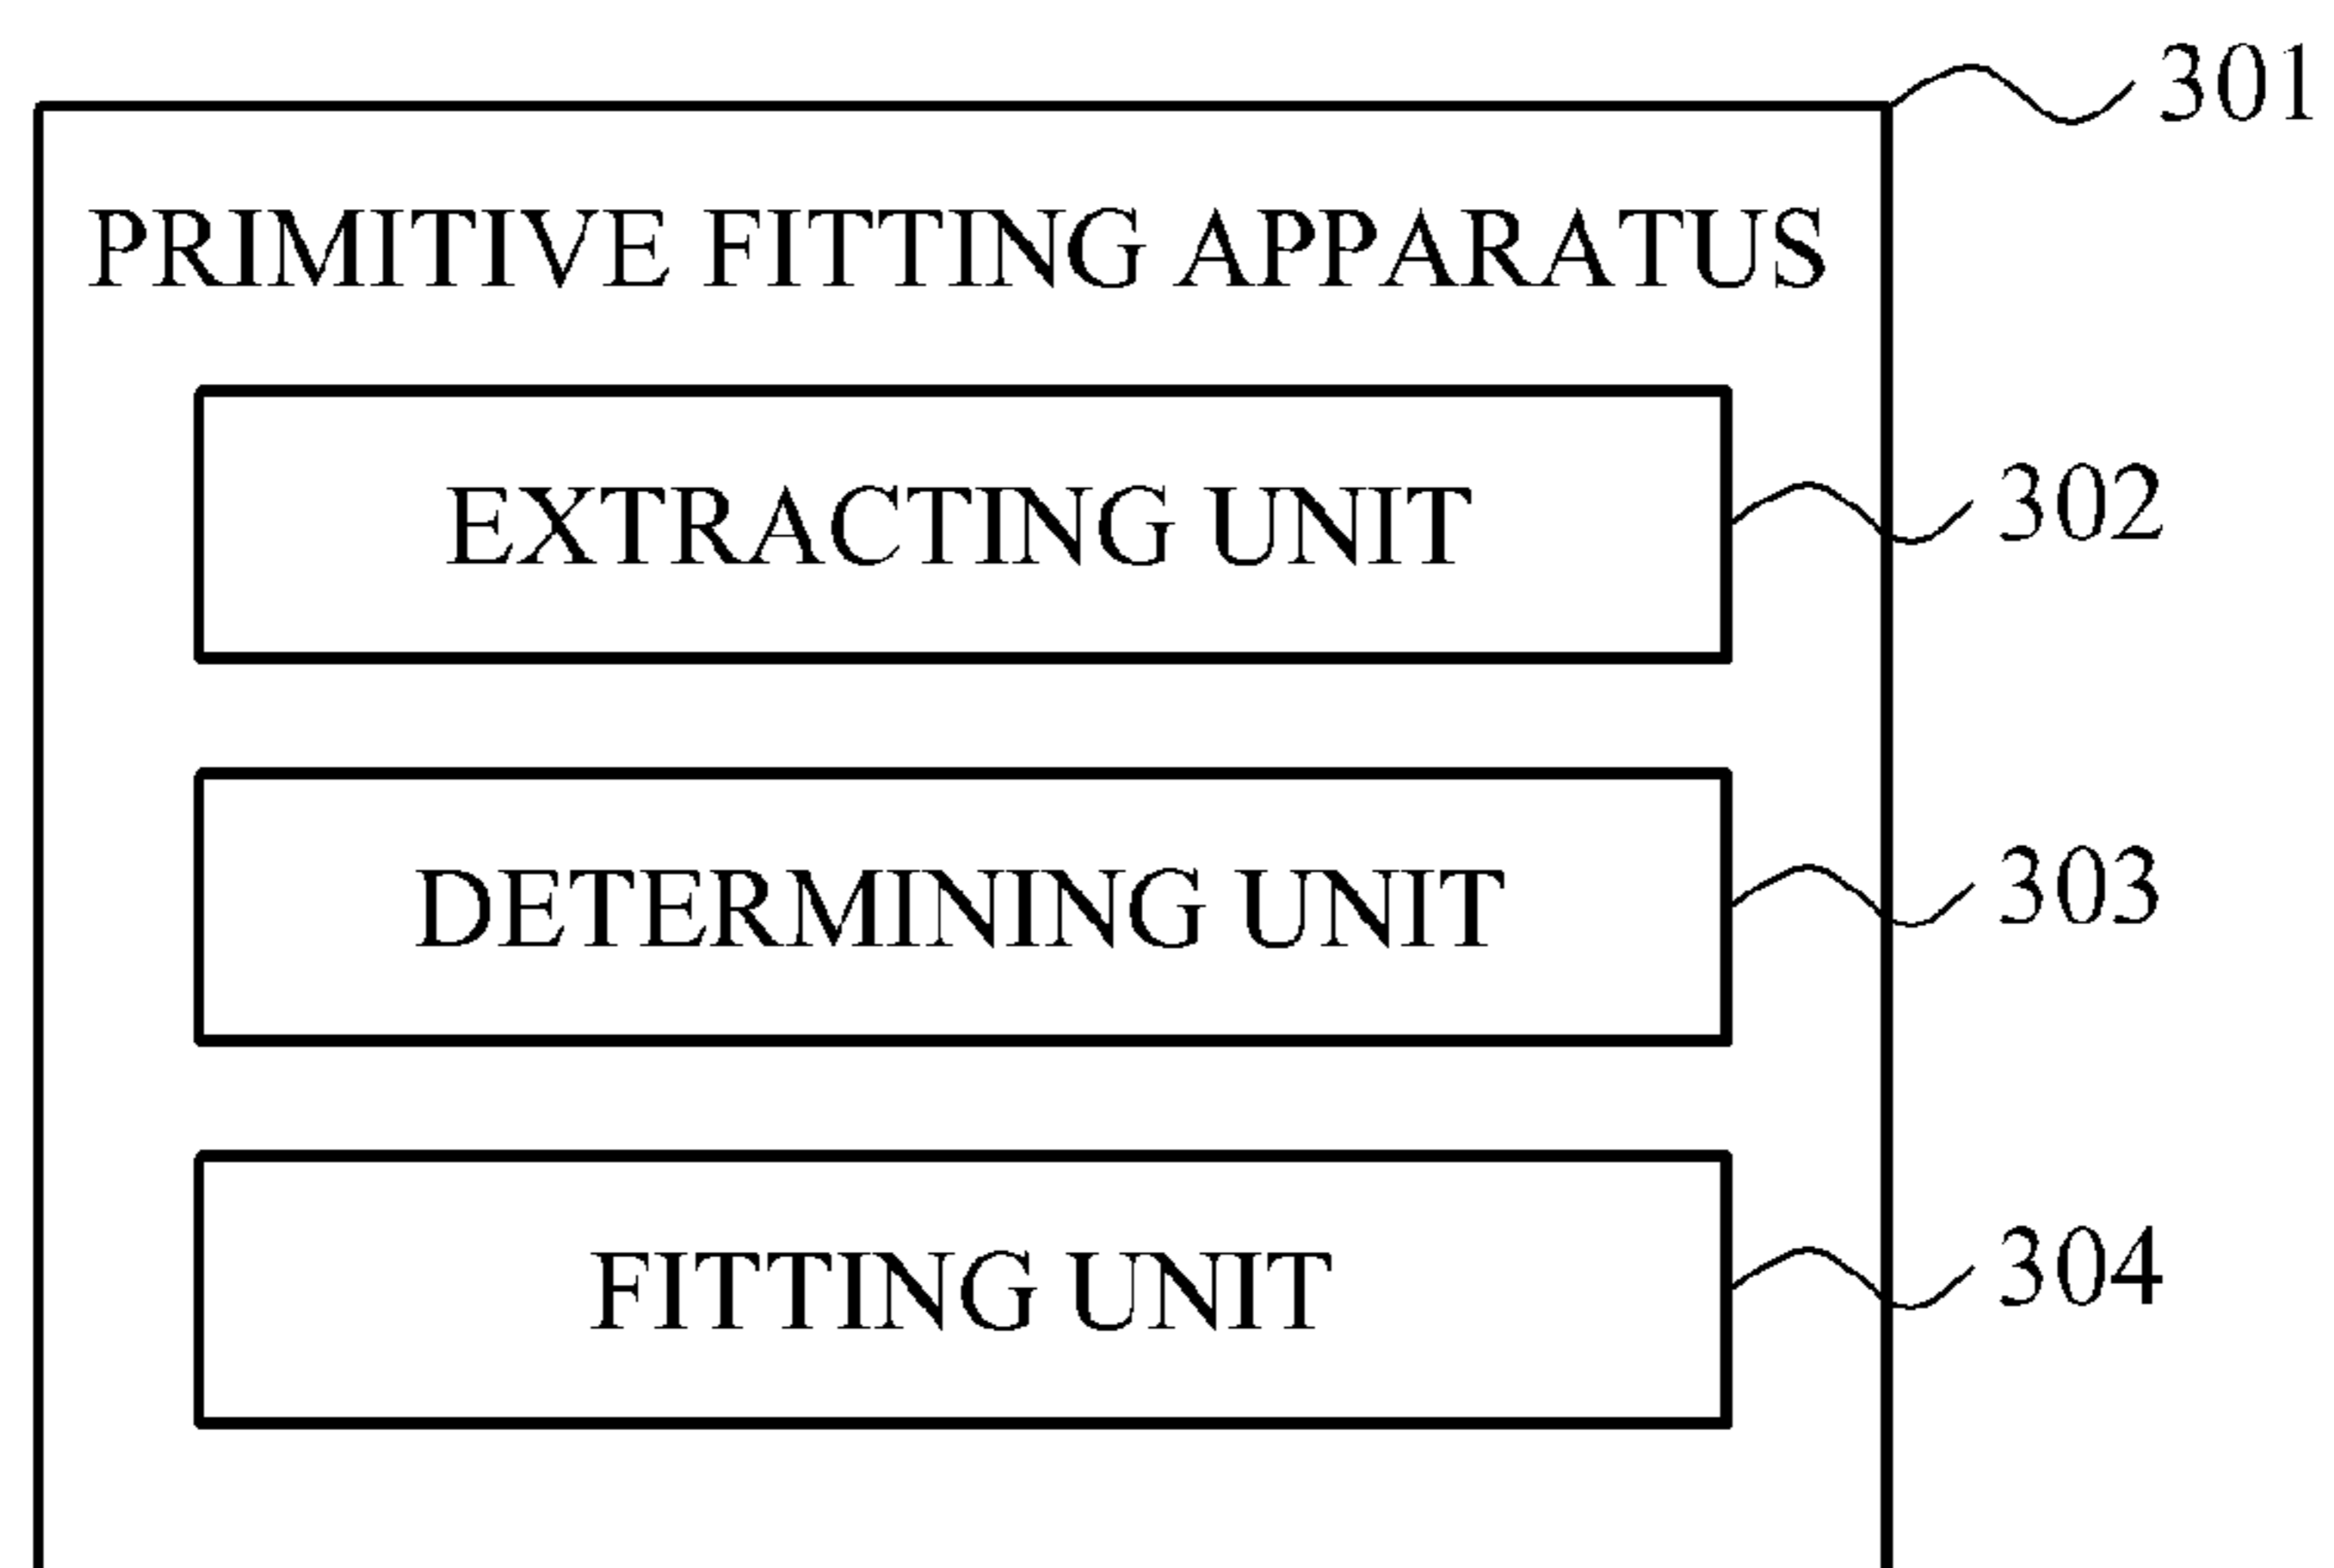 301
PRIMITIVE FITTING APPARATUS
EXTRACTING UNIT
302
DETERMINING UNIT
303
FITTING UNIT
304